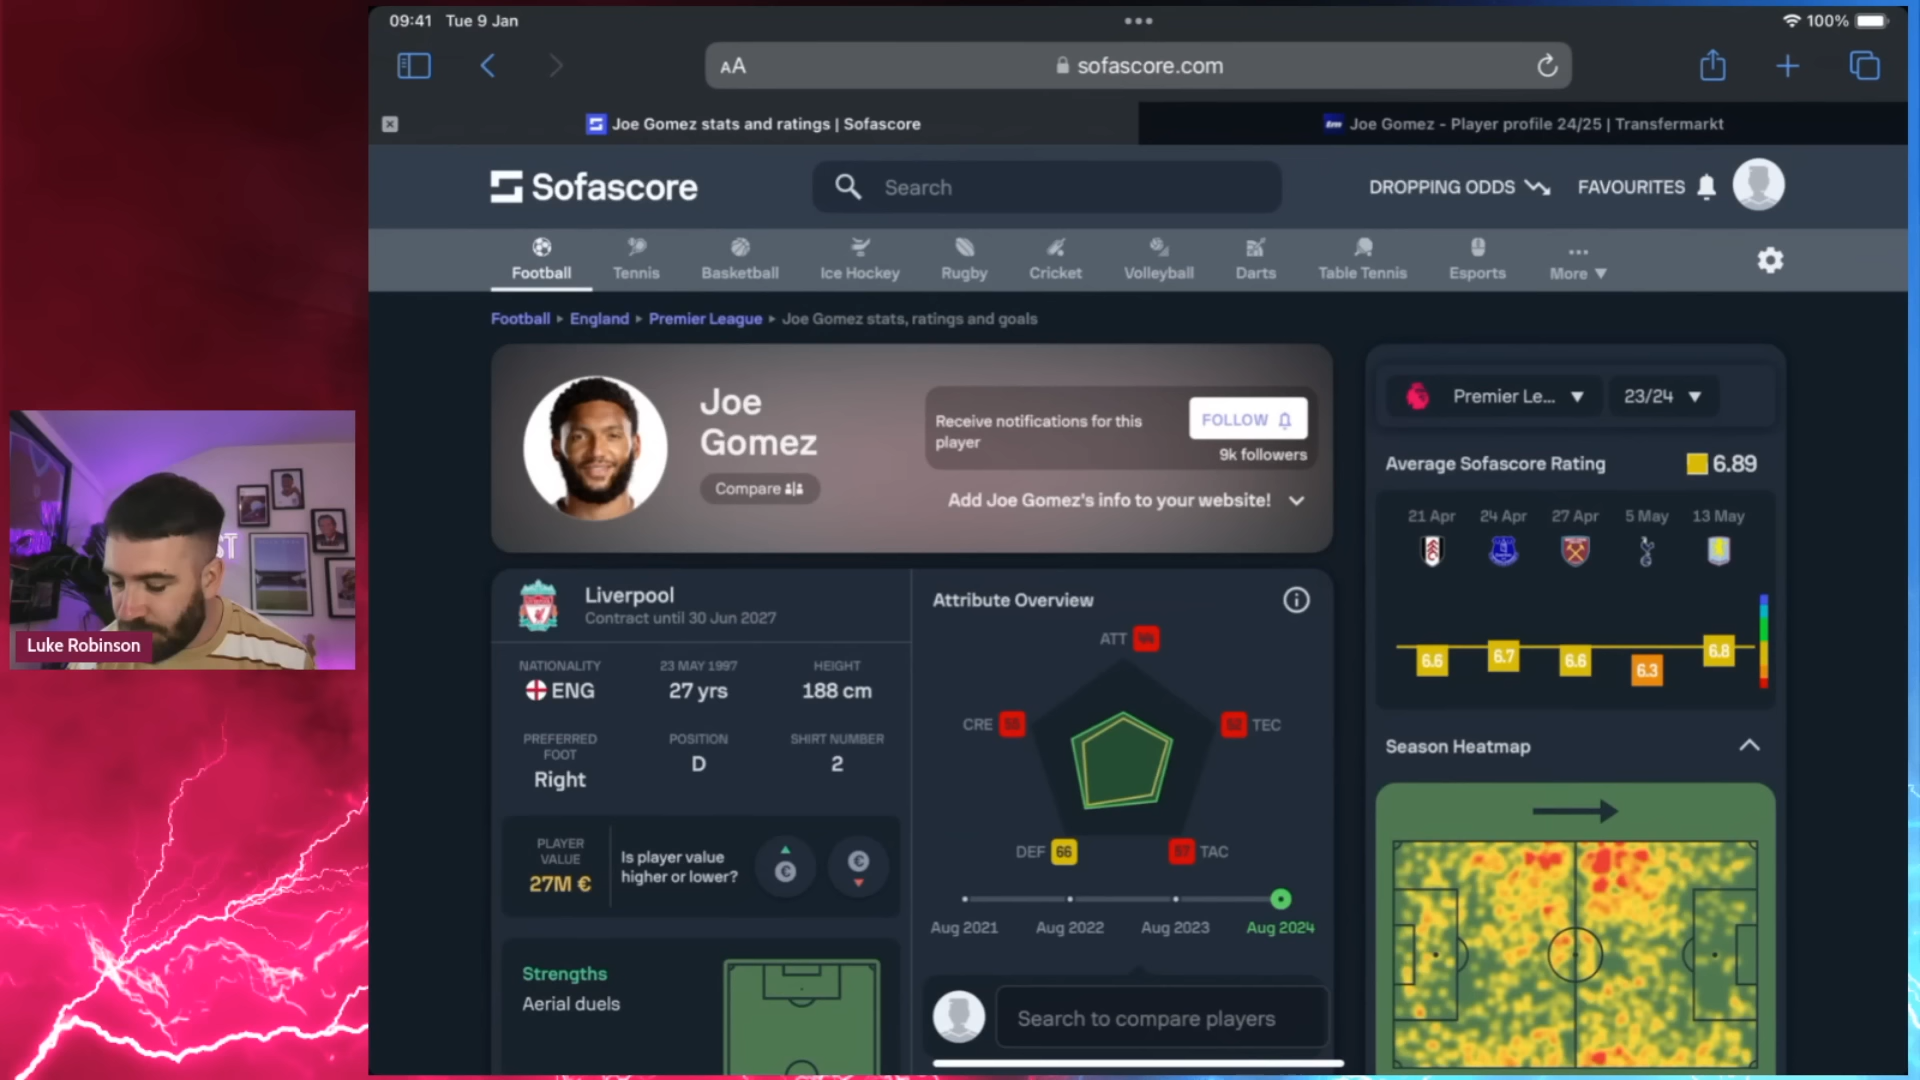 09:41 Tue 9 Jan
100%
AA
sofascore.com
Joe Gomez stats and ratings | Sofascore
tm Joe Gomez - Player profile 24/25 | Transfermarkt
Sofascore
Search
DROPPING ODDS
FAVOURITES
Football
Tennis
Basketball
Ice Hockey
Rugby
Cricket
Volleyball
Darts
Table Tennis
Esports
More
Football
England
Premier League
Joe Gomez stats, ratings and goals
Joe
Gomez
Compare
Receive notifications for this
player
FOLLOW
9k followers
Add Joe Gomez's info to your website!
Premier Le...
23/24
Average Sofascore Rating
6.89
21 Apr
24 Apr
27 Apr
5 May
13 May
6.6
6.7
6.6
6.3
6.8
Season Heatmap
Liverpool
Contract until 30 Jun 2027
NATIONALITY
ENG
23 MAY 1997
27 yrs
HEIGHT
188 cm
PREFERRED
FOOT
Right
POSITION
D
SHIRT NUMBER
2
PLAYER
VALUE
27M €
Is player value
higher or lower?
€
€
Attribute Overview
ATT
CRE
TEC
DEF 66
TAC
Aug 2021
Aug 2022
Aug 2023
Aug 2024
Strengths
Aerial duels
Search to compare players
Luke Robinson